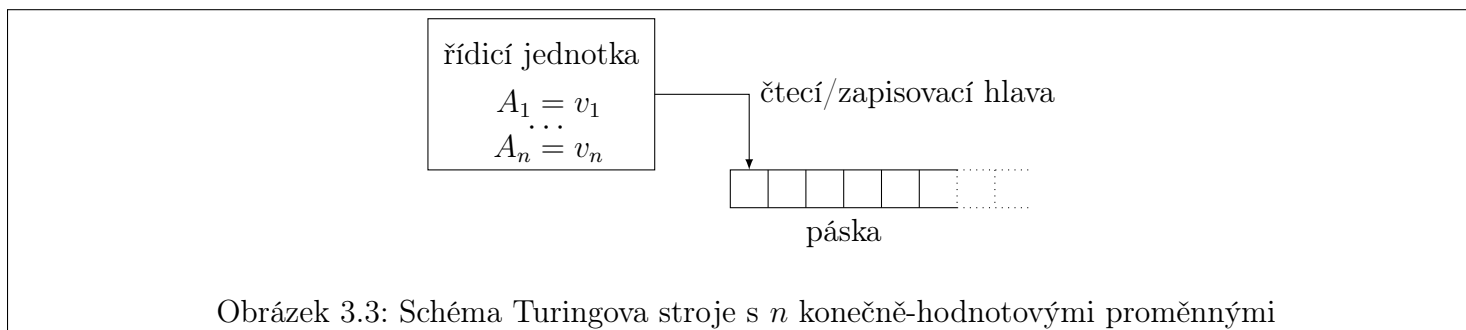 řídicí jednotka
A₁ = v₁
...
Aₙ = vₙ
čtecí/zapisovací hlava
páska
Obrázek 3.3: Schéma Turingova stroje s n konečně-hodnotovými proměnnými